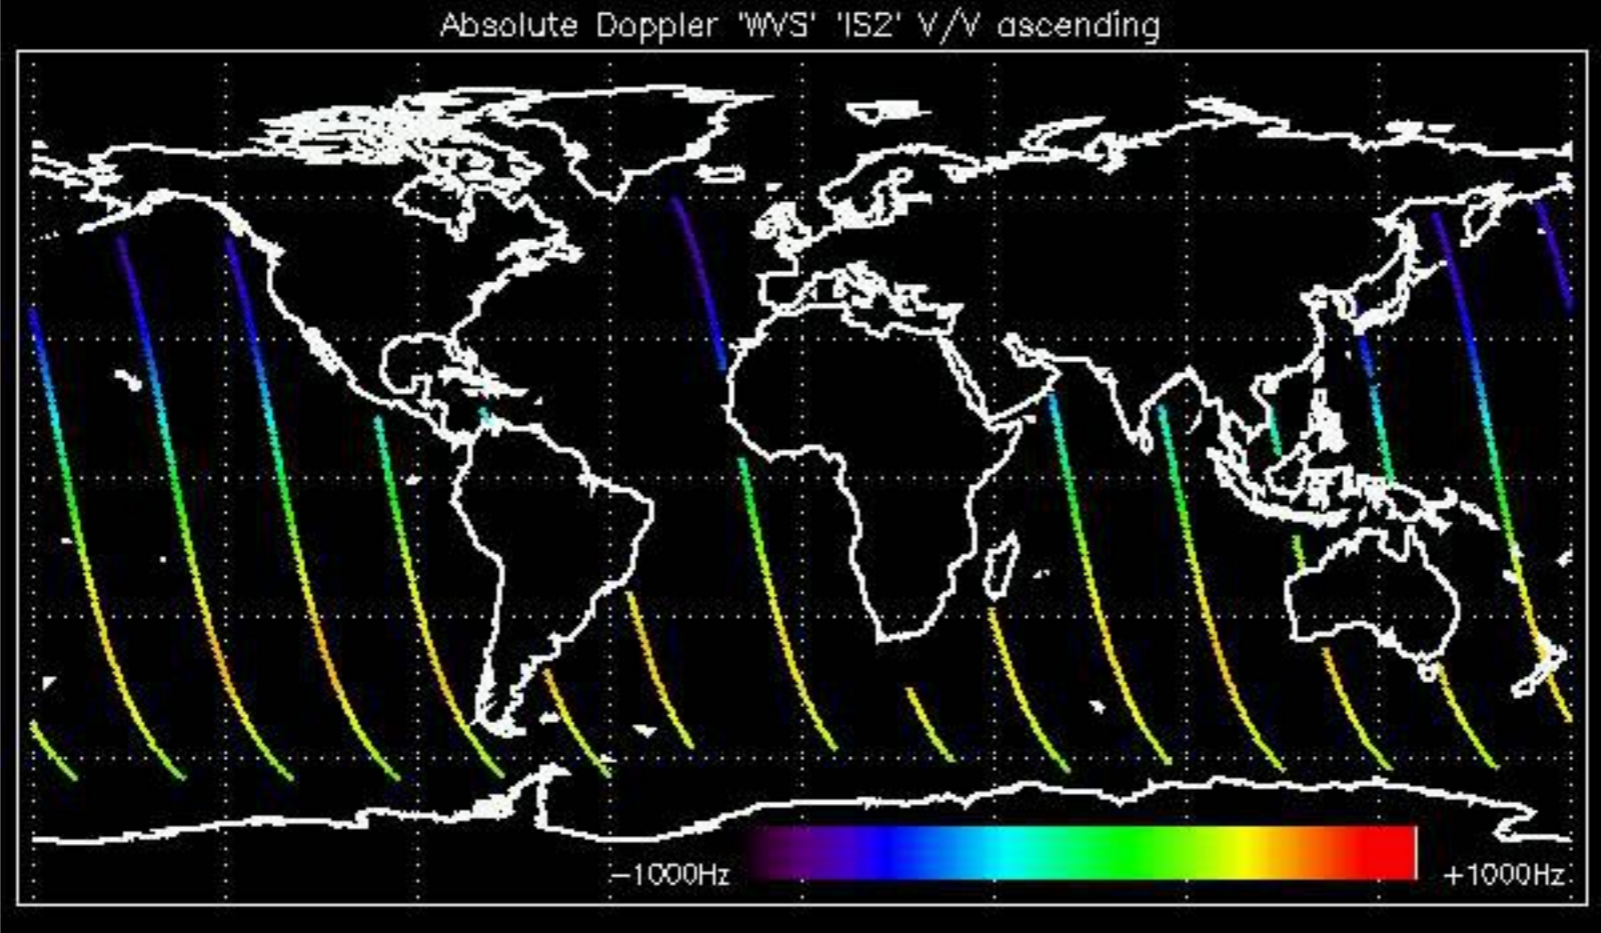 Absolute Doppler 'WVS' 'IS2' V/V ascending
-1000Hz +1000Hz